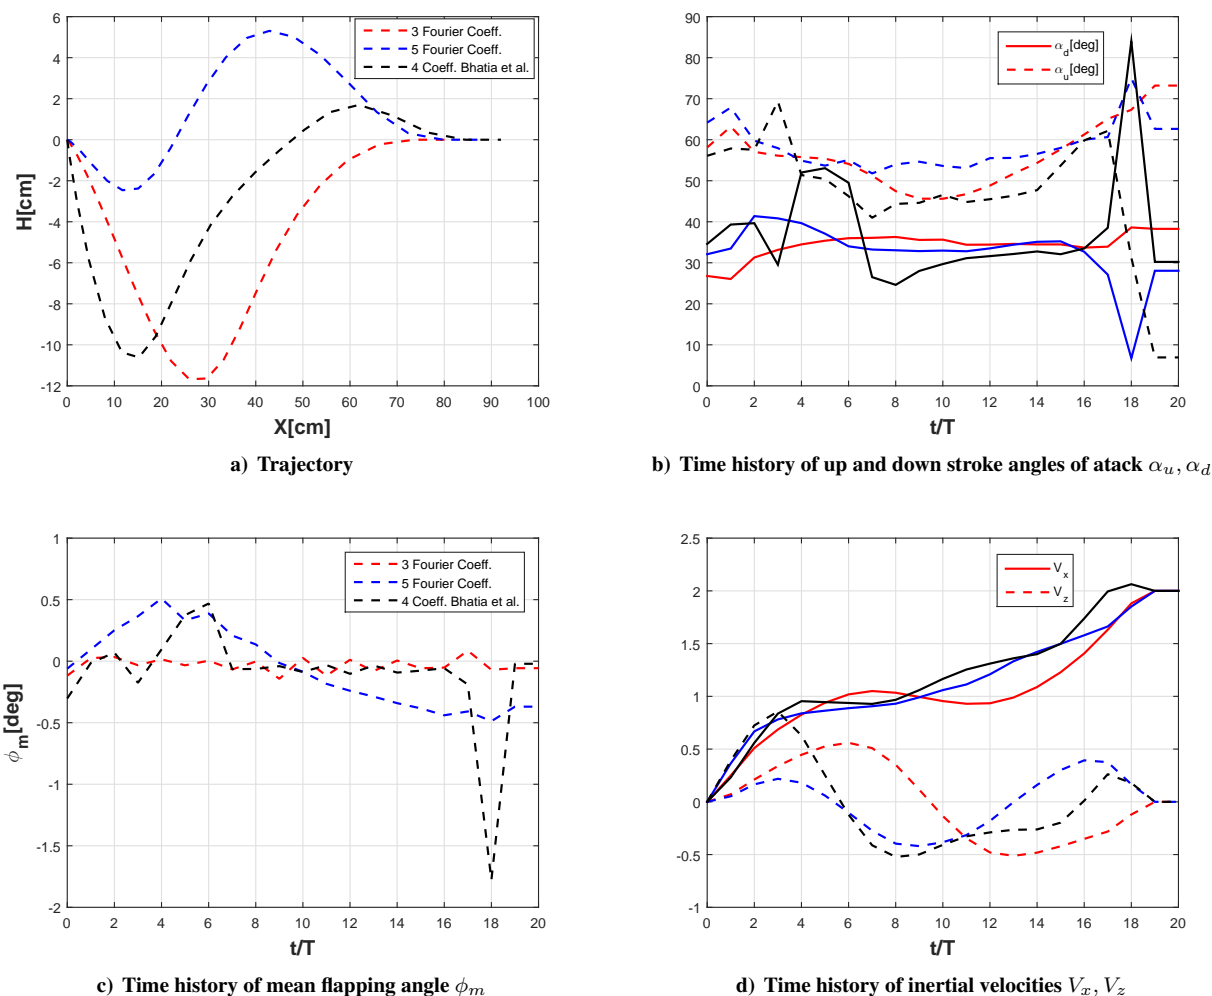 6
4
2
0
-2
-4
-6
-8
-10
-12
H[cm]
3 Fourier Coeff.
5 Fourier Coeff.
4 Coeff. Bhatia et al.
0 10 20 30 40 50 60 70 80 90 100
X[cm]
a) Trajectory
90
80
70
60
50
40
30
20
10
0
α_d[deg]
α_u[deg]
0 2 4 6 8 10 12 14 16 18 20
t/T
b) Time history of up and down stroke angles of atack α_u, α_d
1
0.5
0
-0.5
-1
-1.5
-2
ϕ_m[deg]
3 Fourier Coeff.
5 Fourier Coeff.
4 Coeff. Bhatia et al.
0 2 4 6 8 10 12 14 16 18 20
t/T
c) Time history of mean flapping angle ϕ_m
2.5
2
1.5
1
0.5
0
-0.5
-1
V_x
V_z
0 2 4 6 8 10 12 14 16 18 20
t/T
d) Time history of inertial velocities V_x, V_z